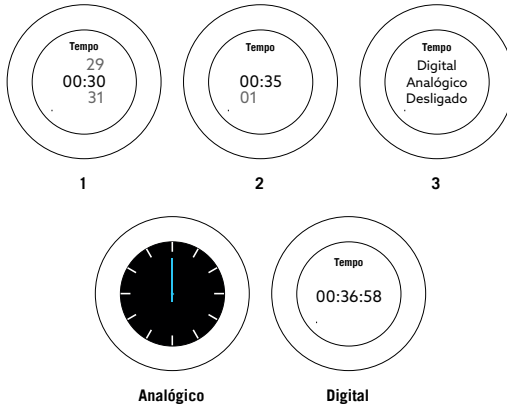 Tempo
29
00:30
31
1
Tempo
00:35
01
2
Tempo
Digital
Analógico
Desligado
3
Analógico
Tempo
00:36:58
Digital